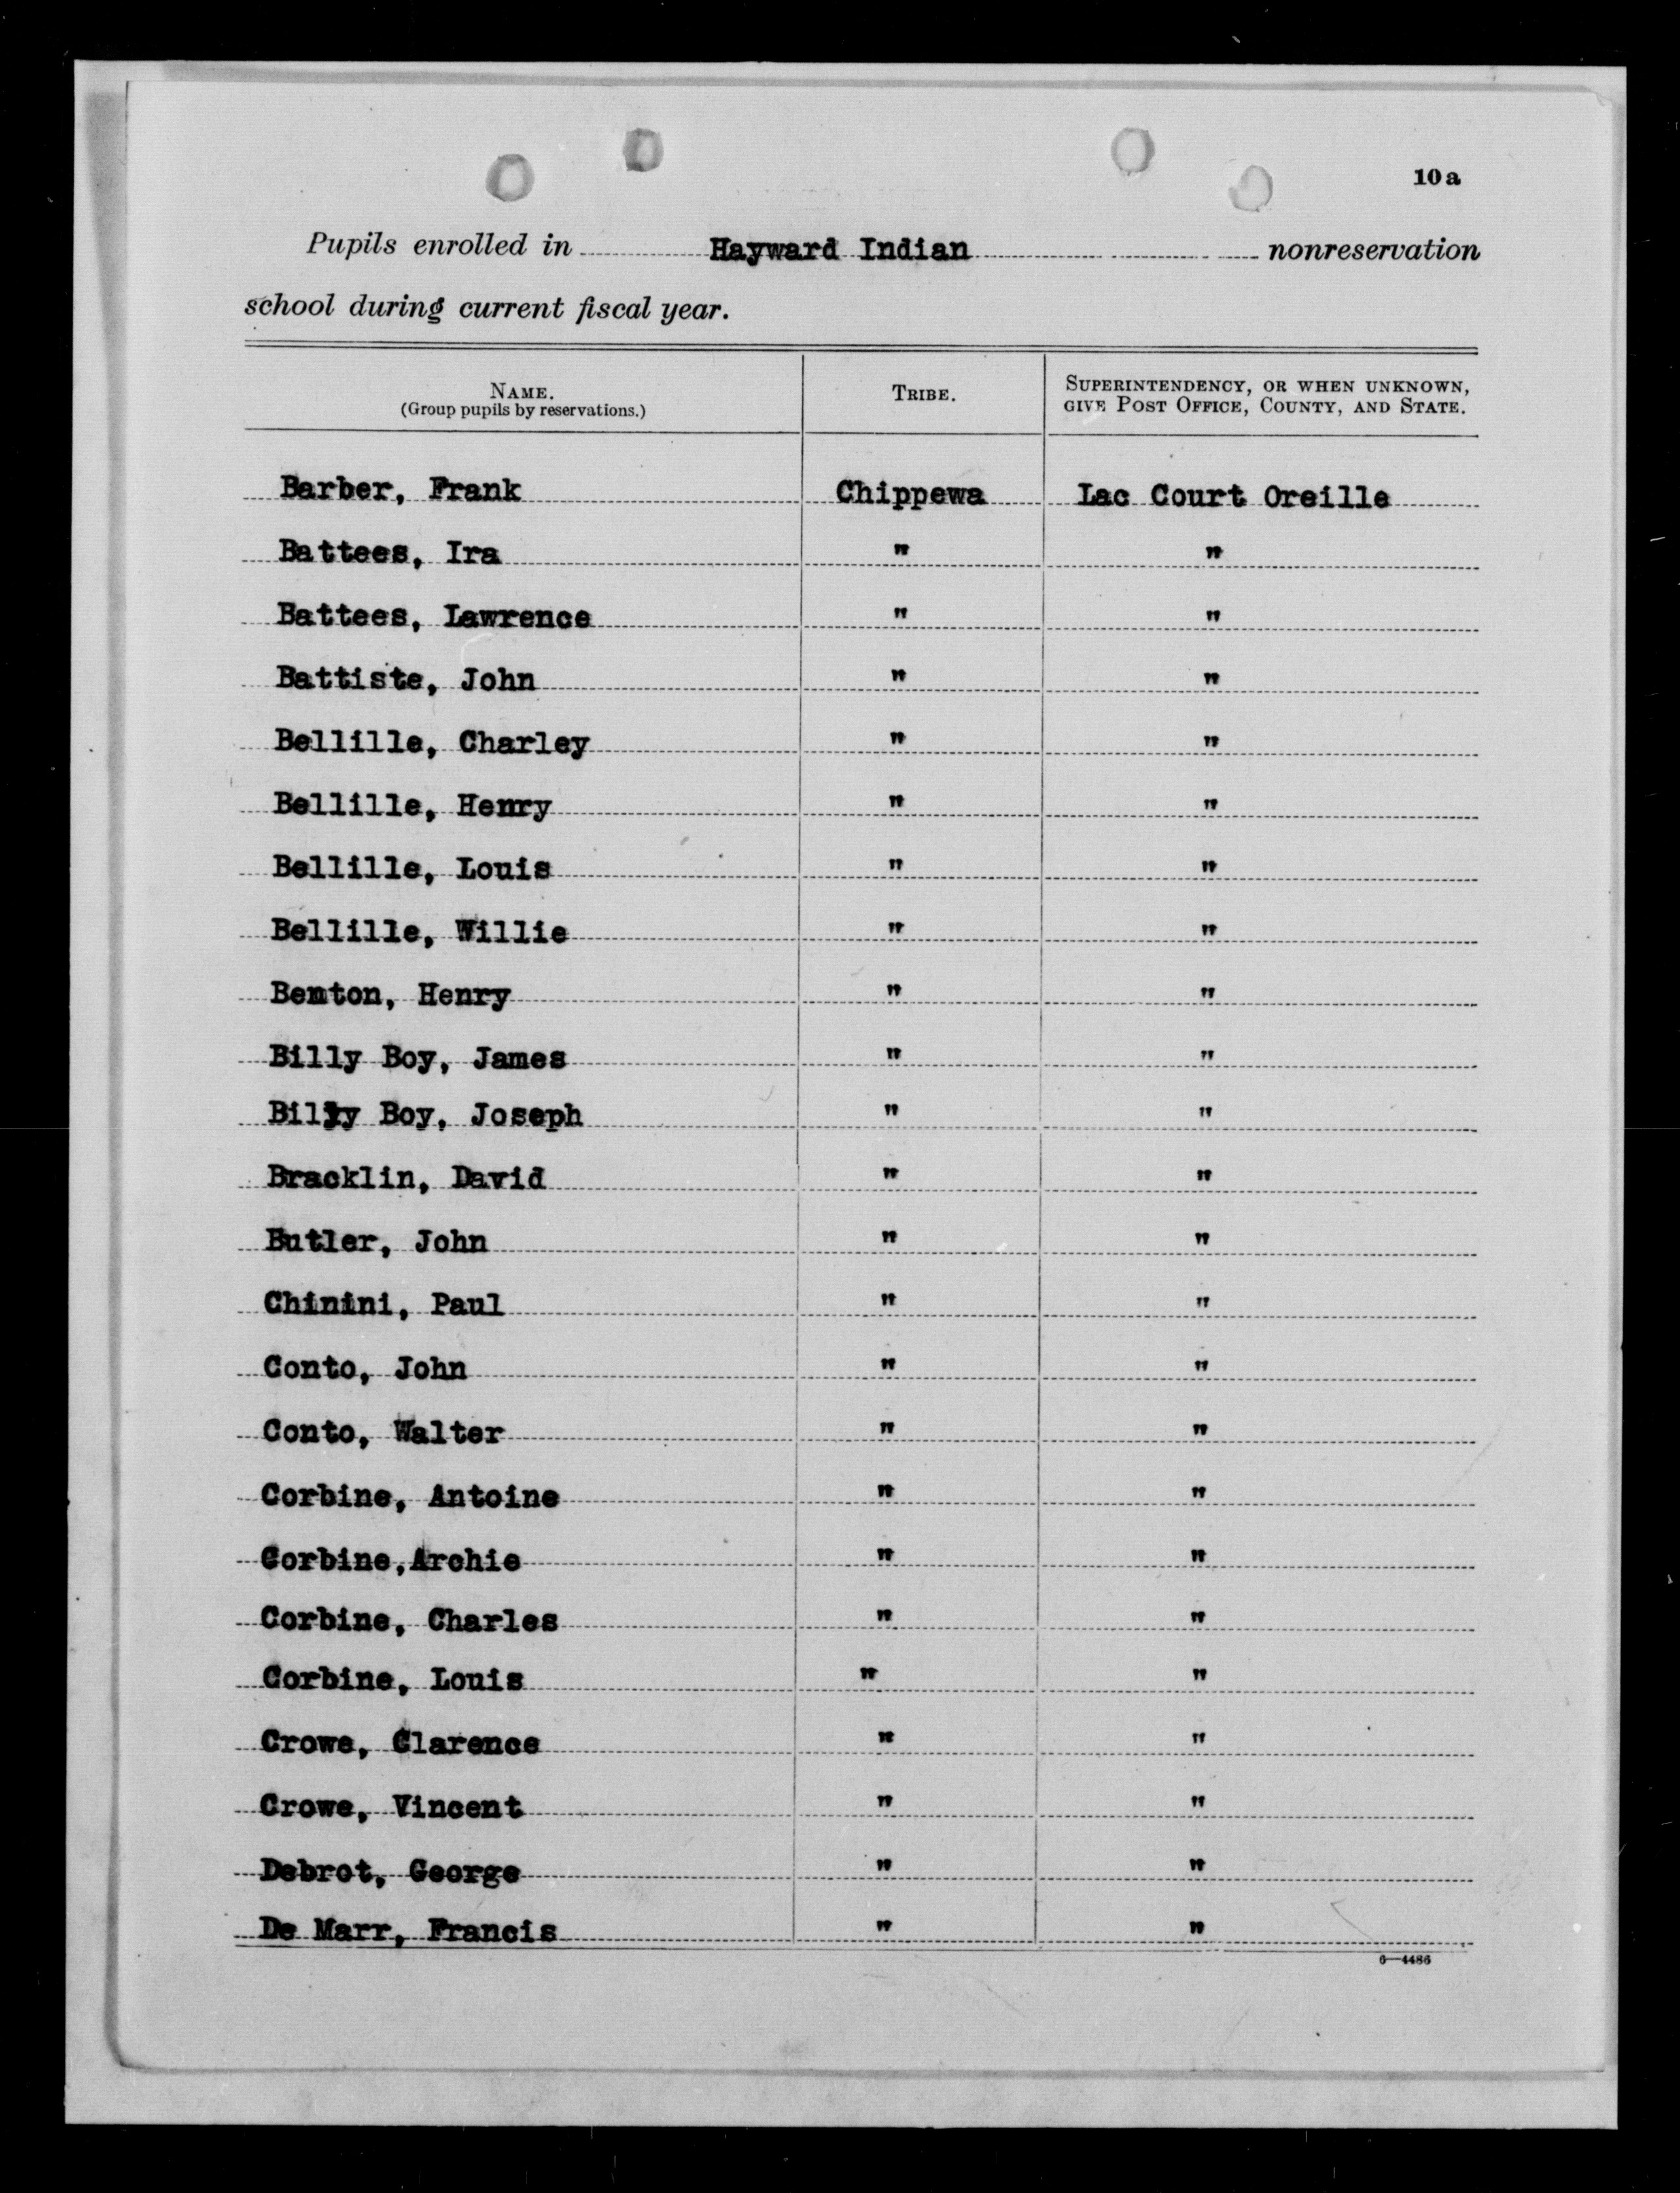 10a
Pupils enrolled in Hayward Indian nonreservation
school during current fiscal year.
NAME. TRIBE. SUPERINTENDENCY, OR WHEN UNKNOWN,
(Group pupils by reservations.) GIVE POST OFFICE, COUNTY, AND STATE.
Barber, Frank Chippewa Lac Court Oreille
Battees, Ira " "
Battees, Lawrence " "
Battiste, John " "
Bellille, Charley " "
Bellille, Henry " "
Bellille, Louis " "
Bellille, Willie " "
Benton, Henry " "
Billy Boy, James " "
Billy Boy, Joseph " "
Bracklin, David " "
Butler, John " "
Chinini, Paul " "
Conto, John " "
Conto, Walter " "
Corbine, Antoine " "
Corbine,Archie " "
Corbine, Charles " "
Corbine, Louis " "
Crowe, Clarence " "
Crowe, Vincent " "
Debrot, George " "
De Marr, Francis " "
6—4486